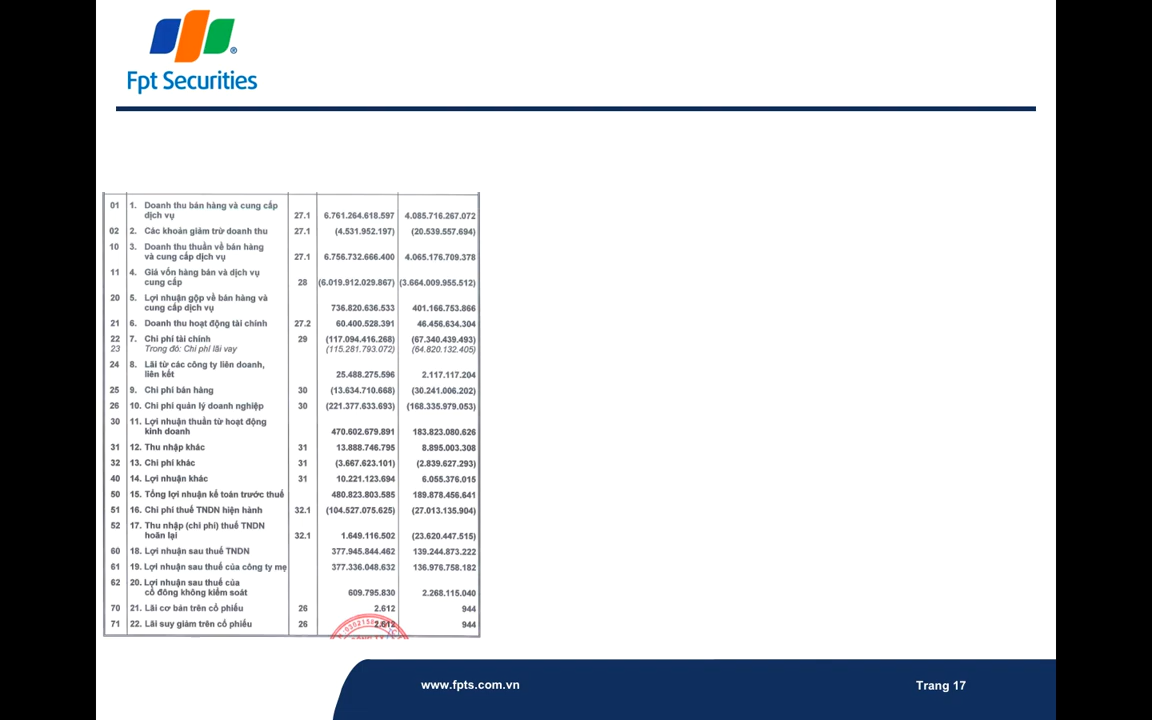 Fpt Securities
01 1. Doanh thu bán hàng và cung cấp
dịch vụ 27.1 6.761.264.618.597 4.085.716.267.072
02 2. Các khoản giảm trừ doanh thu 27.1 (4.531.952.197) (20.539.557.694)
10 3. Doanh thu thuần về bán hàng
và cung cấp dịch vụ 27.1 6.756.732.666.400 4.065.176.709.378
11 4. Giá vốn hàng bán và dịch vụ
cung cấp 28 (6.019.912.029.867) (3.664.009.955.512)
20 5. Lợi nhuận gộp về bán hàng và
cung cấp dịch vụ 736.820.636.533 401.166.753.866
21 6. Doanh thu hoạt động tài chính 27.2 60.400.528.391 46.456.634.304
22 7. Chi phí tài chính 29 (117.094.416.268) (67.340.439.493)
23 Trong đó: Chi phí lãi vay (115.281.793.072) (64.820.132.405)
24 8. Lãi từ các công ty liên doanh,
liên kết 25.488.275.596 2.117.117.204
25 9. Chi phí bán hàng 30 (13.634.710.668) (30.241.006.202)
26 10. Chi phí quản lý doanh nghiệp 30 (221.377.633.693) (168.335.979.053)
30 11. Lợi nhuận thuần từ hoạt động
kinh doanh 470.602.679.891 183.823.080.626
31 12. Thu nhập khác 31 13.888.746.795 8.895.003.308
32 13. Chi phí khác 31 (3.667.623.101) (2.839.627.293)
40 14. Lợi nhuận khác 31 10.221.123.694 6.055.376.015
50 15. Tổng lợi nhuận kế toán trước thuế 480.823.803.585 189.878.456.641
51 16. Chi phí thuế TNDN hiện hành 32.1 (104.527.075.625) (27.013.135.904)
52 17. Thu nhập (chi phí) thuế TNDN
hoãn lại 32.1 1.649.116.502 (23.620.447.515)
60 18. Lợi nhuận sau thuế TNDN 377.945.844.462 139.244.873.222
61 19. Lợi nhuận sau thuế của công ty mẹ 377.336.048.632 136.976.758.182
62 20. Lợi nhuận sau thuế của
cổ đông không kiểm soát 609.795.830 2.268.115.040
70 21. Lãi cơ bản trên cổ phiếu 26 2.612 944
71 22. Lãi suy giảm trên cổ phiếu 26 2.612 944
www.fpts.com.vn Trang 17